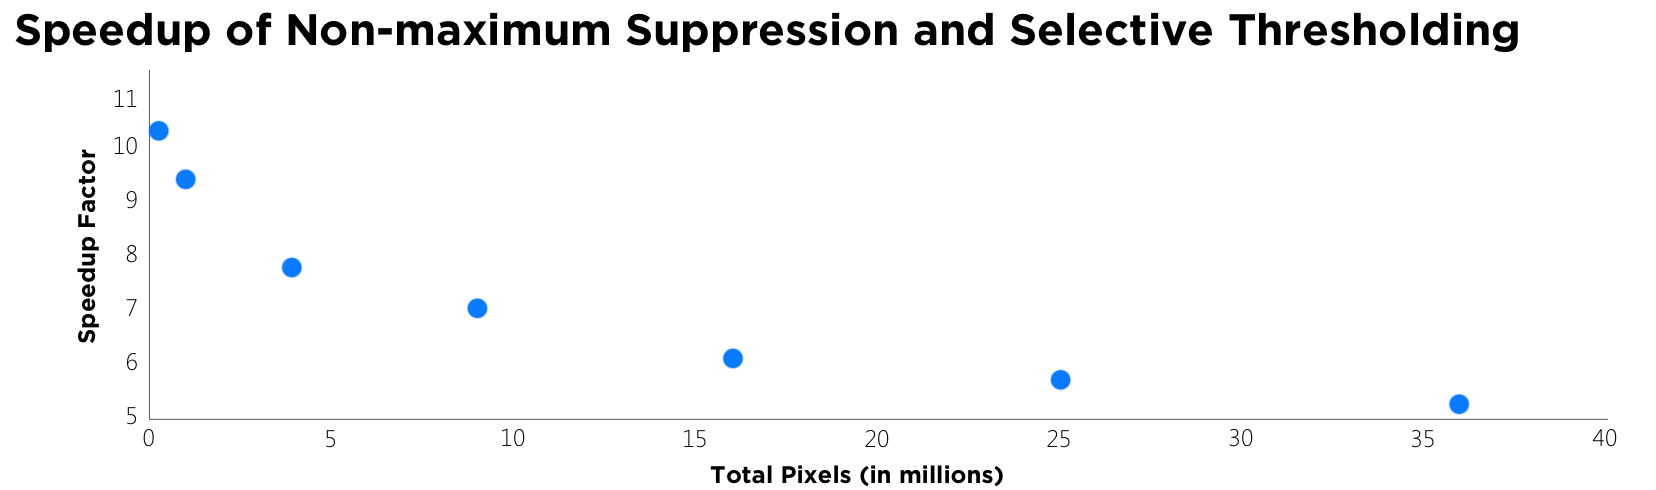 Speedup of Non-maximum Suppression and Selective Thresholding
11
10
9
8
7
6
5
Speedup Factor
0 5 10 15 20 25 30 35 40
Total Pixels (in millions)